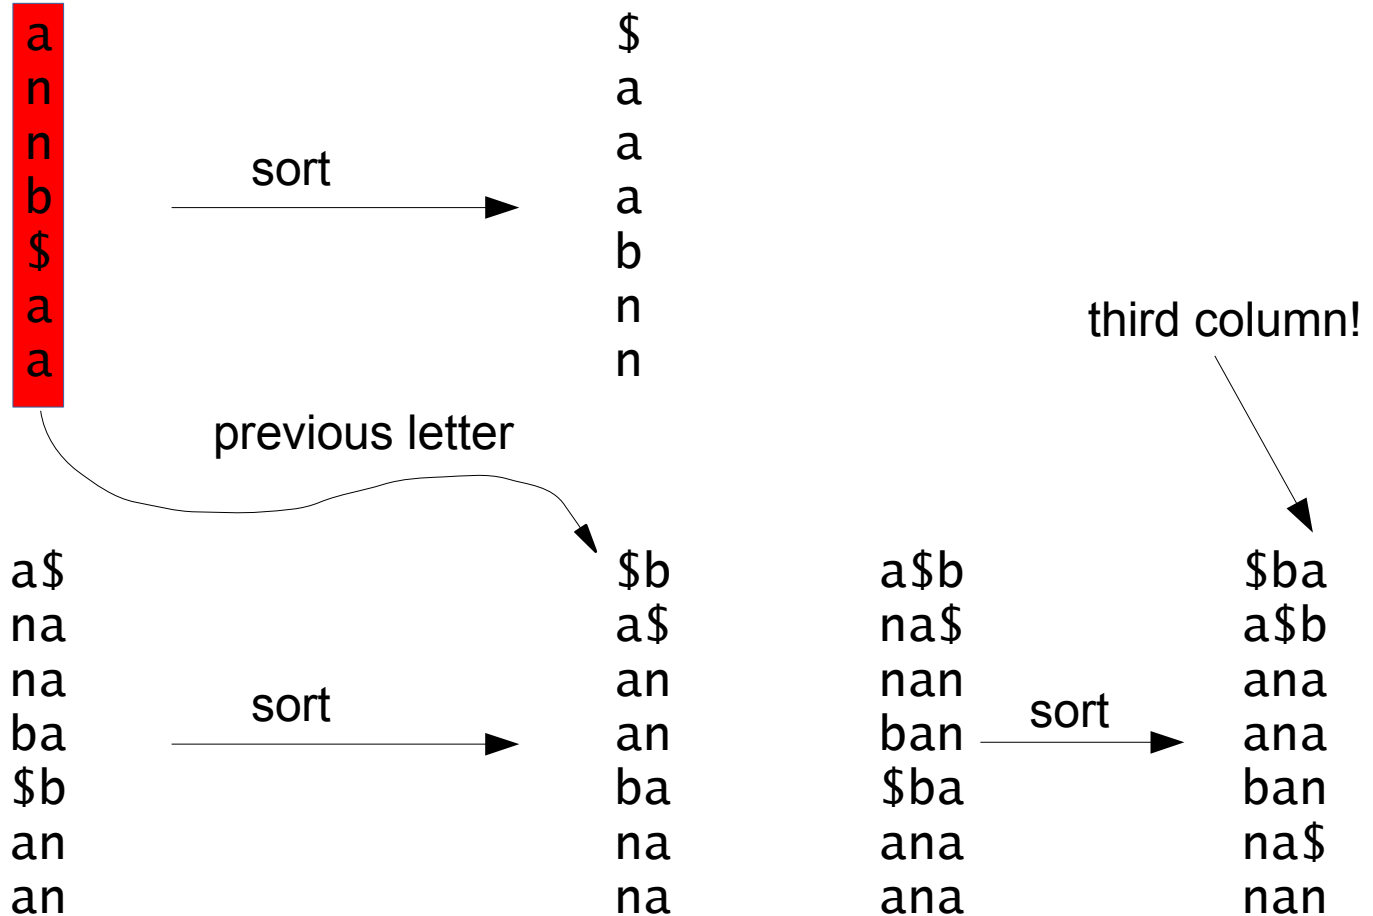 a $
n a
n a
sort
b a
$ b
a n
third column!
a n
previous letter
a$ $b a$b $ba
na a$ na$ a$b
na an nan ana
sort sort
ba an ban ana
$b ba $ba ban
an na ana na$
an na ana nan